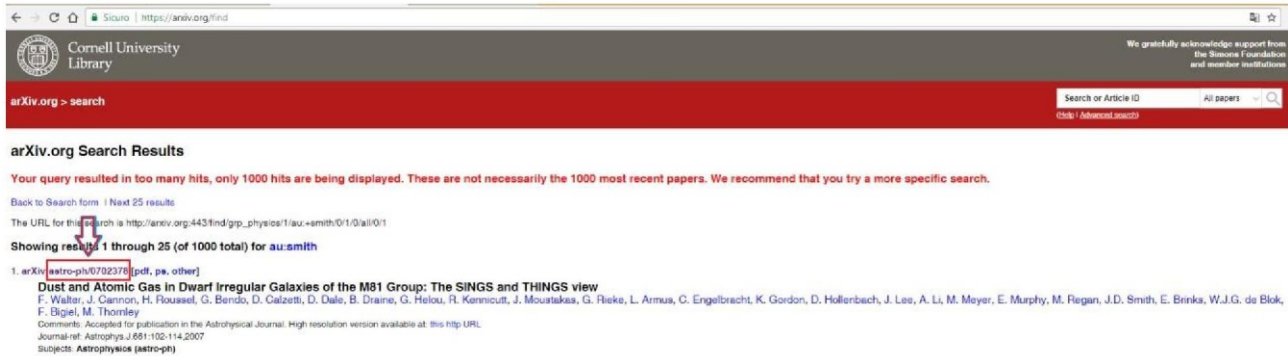 Sicuro | https://arxiv.org/find
Cornell University
Library
We gratefully acknowledge support from
the Simons Foundation
and member institutions
arXiv.org > search
Search or Article ID All papers
(Help | Advanced search)
arXiv.org Search Results
Your query resulted in too many hits, only 1000 hits are being displayed. These are not necessarily the 1000 most recent papers. We recommend that you try a more specific search.
Back to Search form | Next 25 results
The URL for this search is http://arxiv.org:443/find/grp_physics/1/au:+smith/0/1/0/all/0/1
Showing results 1 through 25 (of 1000 total) for au:smith
1. arXiv:astro-ph/0702378 [pdf, ps, other]
Dust and Atomic Gas in Dwarf Irregular Galaxies of the M81 Group: The SINGS and THINGS view
F. Walter, J. Cannon, H. Roussel, G. Bendo, D. Calzetti, D. Dale, B. Draine, G. Helou, R. Kennicutt, J. Moustakas, G. Rieke, L. Armus, C. Engelbracht, K. Gordon, D. Hollenbach, J. Lee, A. Li, M. Meyer, E. Murphy, M. Regan, J.D. Smith, E. Brinks, W.J.G. de Blok,
F. Bigiel, M. Thornley
Comments: Accepted for publication in the Astrohysical Journal. High resolution version available at: this http URL
Journal-ref: Astrophys.J.661:102-114,2007
Subjects: Astrophysics (astro-ph)